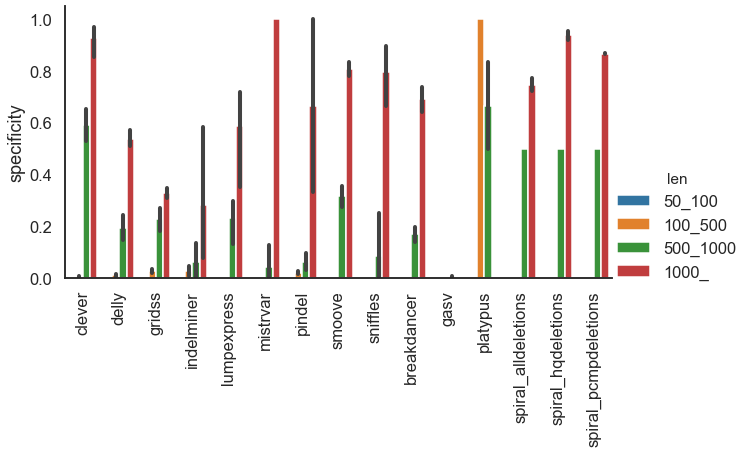 1.0
0.8
0.6
0.4
0.2
0.0
specificity
clever
delly
gridss
indelminer
lumpexpress
mistrvar
pindel
smoove
sniffles
breakdancer
gasv
platypus
spiral_alldeletions
spiral_hqdeletions
spiral_pcmpdeletions
len
50_100
100_500
500_1000
1000_